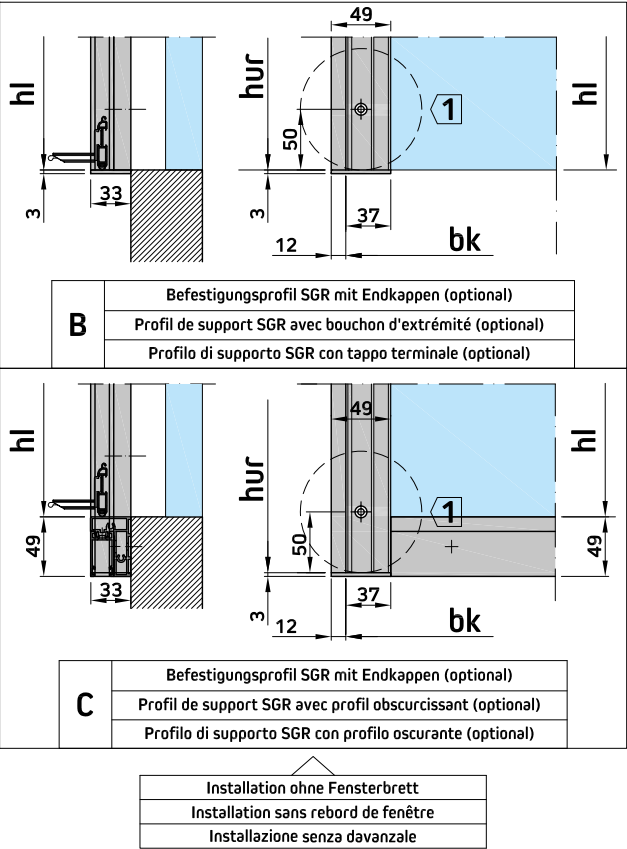 49
hl
hur
1
hl
50
33
3
3
37
12
bk
B
Befestigungsprofil SGR mit Endkappen (optional)
Profil de support SGR avec bouchon d'extrémité (optional)
Profilo di supporto SGR con tappo terminale (optional)
49
hl
hur
1
hl
50
49
49
33
3
37
12
bk
C
Befestigungsprofil SGR mit Endkappen (optional)
Profil de support SGR avec profil obscurcissant (optional)
Profilo di supporto SGR con profilo oscurante (optional)
Installation ohne Fensterbrett
Installation sans rebord de fenêtre
Installazione senza davanzale